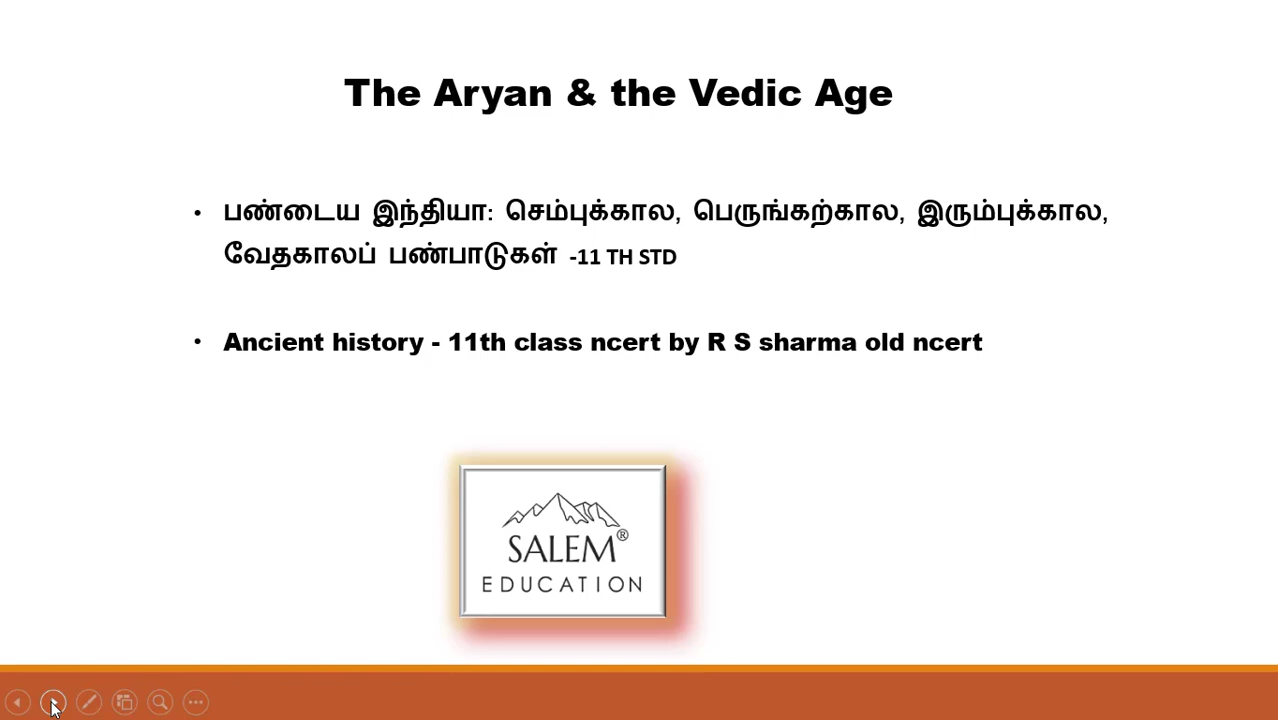 The Aryan & the Vedic Age
• பண்டைய இந்தியா: செம்புக்கால, பெருங்கற்கால, இரும்புக்கால,
வேதகாலப் பண்பாடுகள் -11 TH STD
• Ancient history - 11th class ncert by R S sharma old ncert
SALEM®
EDUCATION